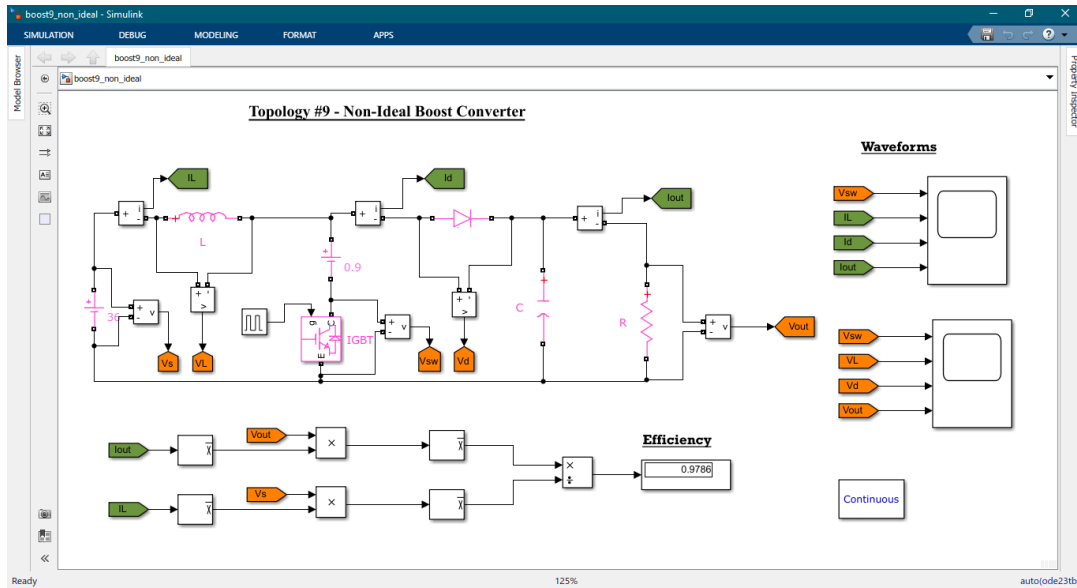 boost9_non_ideal - Simulink
SIMULATION DEBUG MODELING FORMAT APPS
Model Browser
Property Inspector
boost9_non_ideal
boost9_non_ideal
Topology #9 - Non-Ideal Boost Converter
Waveforms
IL
Id
Iout
+ - i
+ - i
+ - i
L
0.9
36
C
R
+ - v
+ - v
+ - v
+ - v
+ - v
g C E
IGBT
Vs
VL
Vsw
Vd
Vout
Vsw
IL
Id
Iout
Vsw
VL
Vd
Vout
Iout
Vout
×
Efficiency
× ÷
0.9786
IL
Vs
×
Continuous
Ready 125% auto(ode23tb